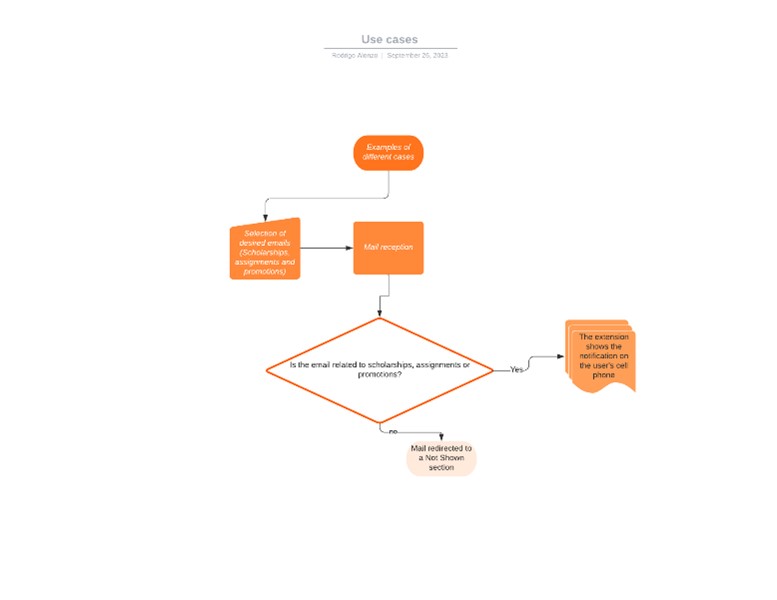 Use cases
Rodrigo Alonso | September 26, 2023
Examples of
different cases
Selection of
desired emails
(Scholarships,
assignments and
promotions)
Mail reception
Is the email related to scholarships, assignments or
promotions?
Yes
The extension
shows the
notification on
the user's cell
phone
no
Mail redirected to
a Not Shown
section